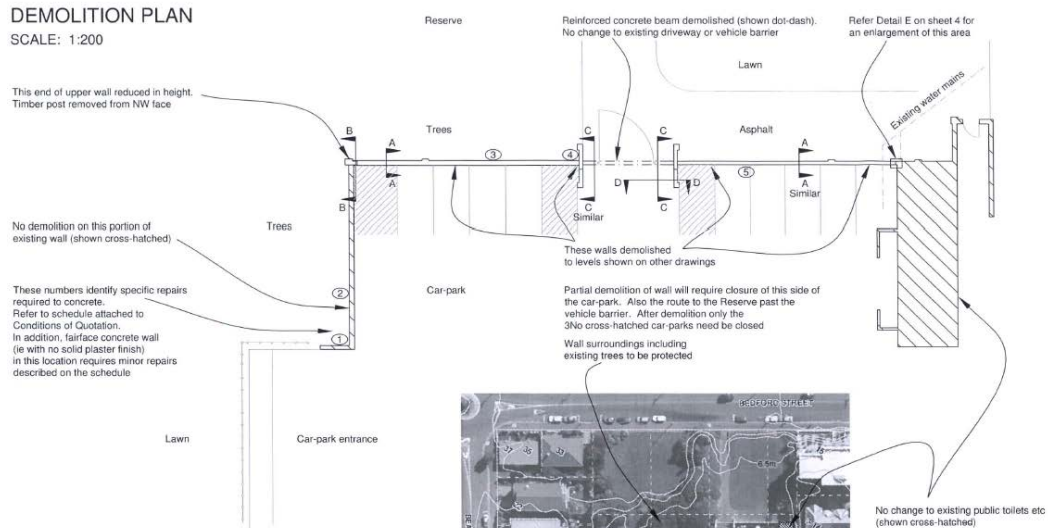 DEMOLITION PLAN
SCALE: 1:200
Reserve
Reinforced concrete beam demolished (shown dot-dash).
No change to existing driveway or vehicle barrier
Refer Detail E on sheet 4 for
an enlargement of this area
Lawn
Existing water mains
This end of upper wall reduced in height.
Timber post removed from NW face
B
A
Trees
3
4
C
C
Asphalt
A
A
B
D
D
5
A
Similar
C
Similar
C
No demolition on this portion of
existing wall (shown cross-hatched)
Trees
These walls demolished
to levels shown on other drawings
These numbers identify specific repairs
required to concrete.
Refer to schedule attached to
Conditions of Quotation.
In addition, fairface concrete wall
(ie with no solid plaster finish)
in this location requires minor repairs
described on the schedule
2
1
Car-park
Partial demolition of wall will require closure of this side of
the car-park. Also the route to the Reserve past the
vehicle barrier. After demolition only the
3No cross-hatched car-parks need be closed
Wall surroundings including
existing trees to be protected
BEDFORD STREET
37
35
33
15
6.5m
Lawn
Car-park entrance
No change to existing public toilets etc
(shown cross-hatched)